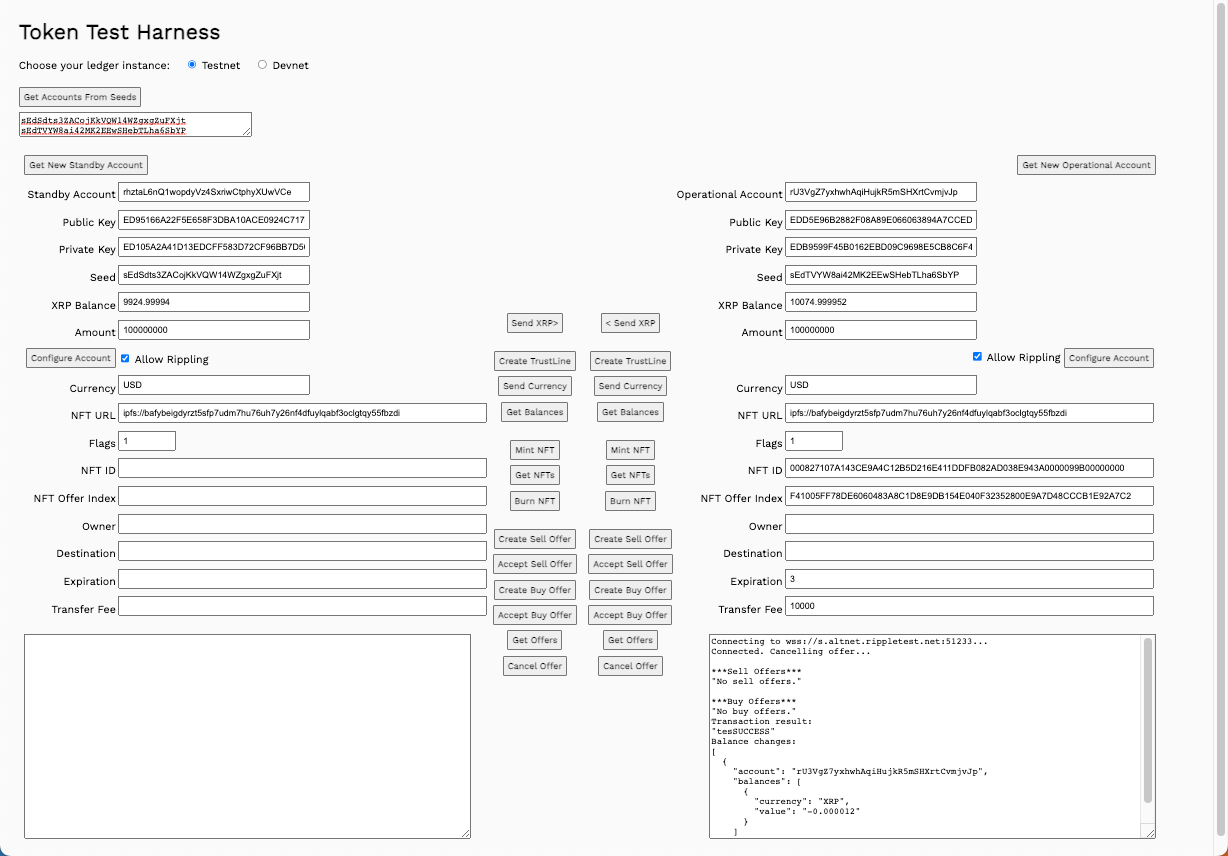 Token Test Harness
Choose your ledger instance: Testnet Devnet
Get Accounts From Seeds
sEdSdts3ZACojKkVQW14WZgxgZuFXjt
sEdTVYW8ai42MK2EEwSHebTLha6SbYP
Get New Standby Account
Standby Account rhztaL6nQ1wopdyVz4SxriwCtphyXUwVCe
Public Key ED95166A22F5E658F3DBA10ACE0924C717
Private Key ED105A2A41D13EDCFF583D72CF96BB7D5
Seed sEdSdts3ZACojKkVQW14WZgxgZuFXjt
XRP Balance 9924.99994
Amount 100000000
Configure Account Allow Rippling
Currency USD
NFT URL ipfs://bafybeigdyrzt5sfp7udm7hu76uh7y26nf4dfuylqabf3oclgtqy55fbzdi
Flags 1
NFT ID
NFT Offer Index
Owner
Destination
Expiration
Transfer Fee
Send XRP> < Send XRP
Create TrustLine Create TrustLine
Send Currency Send Currency
Get Balances Get Balances
Mint NFT Mint NFT
Get NFTs Get NFTs
Burn NFT Burn NFT
Create Sell Offer Create Sell Offer
Accept Sell Offer Accept Sell Offer
Create Buy Offer Create Buy Offer
Accept Buy Offer Accept Buy Offer
Get Offers Get Offers
Cancel Offer Cancel Offer
Get New Operational Account
Operational Account rU3VgZ7yxhwhAqiHujkR5mSHXrtCvmjvJp
Public Key EDD5E96B2882F08A89E066063894A7CCED
Private Key EDB9599F45B0162EBD09C9698E5CB8C6F4
Seed sEdTVYW8ai42MK2EEwSHebTLha6SbYP
XRP Balance 10074.999952
Amount 100000000
Allow Rippling Configure Account
Currency USD
NFT URL ipfs://bafybeigdyrzt5sfp7udm7hu76uh7y26nf4dfuylqabf3oclgtqy55fbzdi
Flags 1
NFT ID 000827107A143CE9A4C12B5D216E411DDFB082AD038E943A0000099B00000000
NFT Offer Index F41005FF78DE6060483A8C1D8E9DB154E040F32352800E9A7D48CCCB1E92A7C2
Owner
Destination
Expiration 3
Transfer Fee 10000
Connecting to wss://s.altnet.rippletest.net:51233...
Connected. Cancelling offer...
***Sell Offers***
"No sell offers."
***Buy Offers***
"No buy offers."
Transaction result:
"tesSUCCESS"
Balance changes:
[
{
"account": "rU3VgZ7yxhwhAqiHujkR5mSHXrtCvmjvJp",
"balances": [
{
"currency": "XRP",
"value": "-0.000012"
}
]